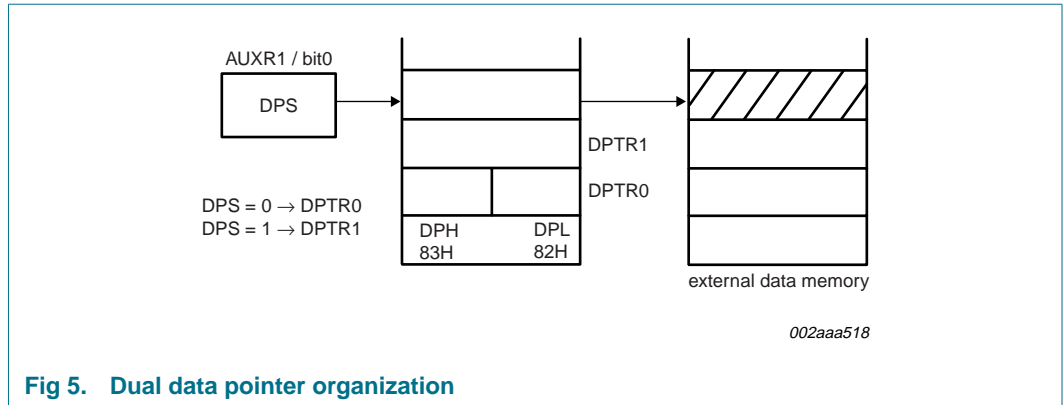 AUXR1 / bit0
DPS
DPTR1
DPTR0
DPS = 0 → DPTR0
DPS = 1 → DPTR1
DPH DPL
83H 82H
external data memory
002aaa518
Fig 5. Dual data pointer organization